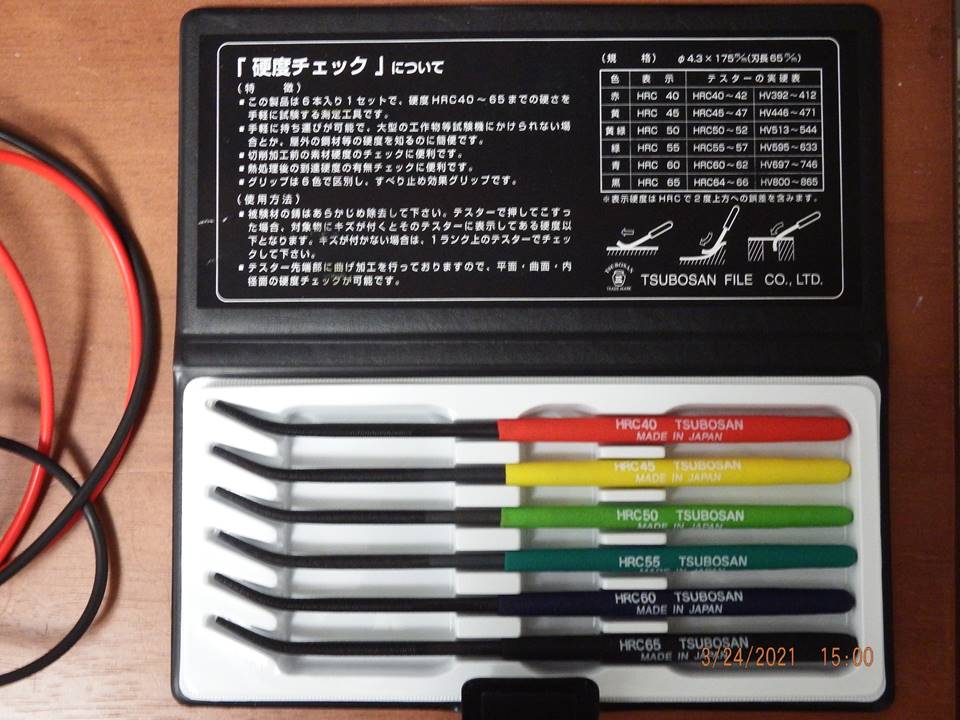 「硬度チェック」について
(特　　徴)
■この製品は6本入り1セットで、硬度HRC40～65までの硬さを
手軽に試験する測定工具です。
■手軽に持ち運びが可能で、大型の工作物等試験機にかけられない場
合とか、屋外の鋼材等の硬度を知るのに簡便です。
■切削加工前の素材硬度のチェックに便利です。
■熱処理後の到達硬度の有無チェックに便利です。
■グリップは6色で区別し、すべり止め効果グリップです。
(使用方法)
■被験材の錆はあらかじめ除去して下さい。テスターで押してこすっ
た場合、対象物にキズが付くとそのテスターに表示してある硬度以
下となります。キズが付かない場合は、1ランク上のテスターでチェッ
クして下さい。
■テスター先端部に曲げ加工を行っておりますので、平面・曲面・内
径面の硬度チェックが可能です。
(規　　格)　φ4.3×175㎜(刃長65㎜)
色　表　示　テスターの実硬表
赤　HRC 40　HRC40～42　HV392～412
黄　HRC 45　HRC45～47　HV446～471
黄緑　HRC 50　HRC50～52　HV513～544
緑　HRC 55　HRC55～57　HV595～633
青　HRC 60　HRC60～62　HV697～746
黒　HRC 65　HRC64～66　HV800～865
※表示硬度はHRCで2度上方への誤差を含みます。
TSUBOSAN
TRADE MARK
TSUBOSAN FILE CO., LTD.
HRC40 TSUBOSAN
MADE IN JAPAN
HRC45 TSUBOSAN
MADE IN JAPAN
HRC50 TSUBOSAN
MADE IN JAPAN
HRC55 TSUBOSAN
MADE IN JAPAN
HRC60 TSUBOSAN
MADE IN JAPAN
HRC65 TSUBOSAN
MADE IN JAPAN
3/24/2021 15:00